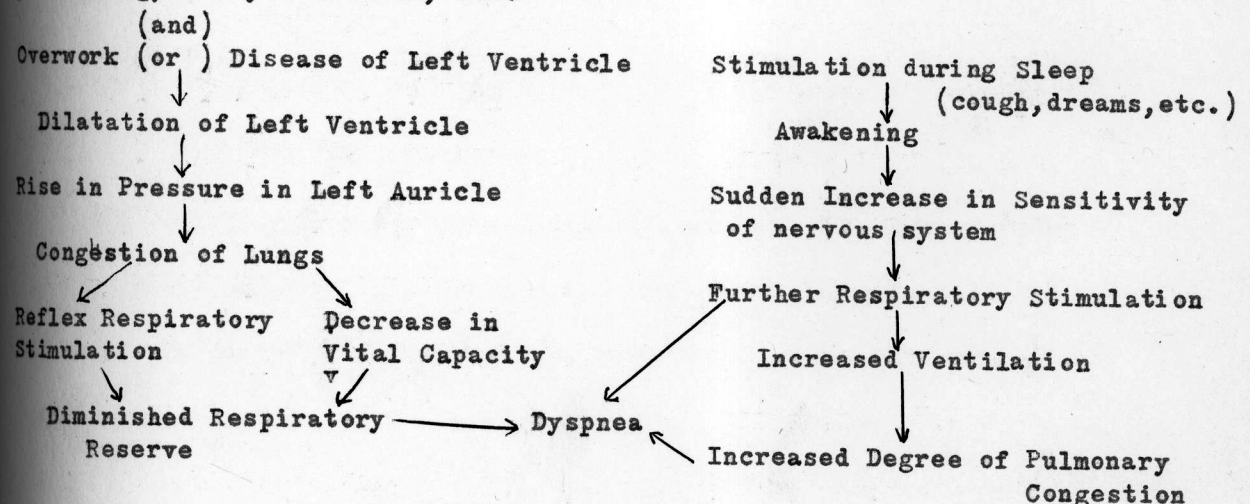 (and)
Overwork (or ) Disease of Left Ventricle
Dilatation of Left Ventricle
Rise in Pressure in Left Auricle
Congestion of Lungs
Reflex Respiratory
Stimulation
Decrease in
Vital Capacity
v
Diminished Respiratory
Reserve
Dyspnea
Stimulation during Sleep
(cough,dreams,etc.)
Awakening
Sudden Increase in Sensitivity
of nervous system
Further Respiratory Stimulation
Increased Ventilation
Increased Degree of Pulmonary
Congestion